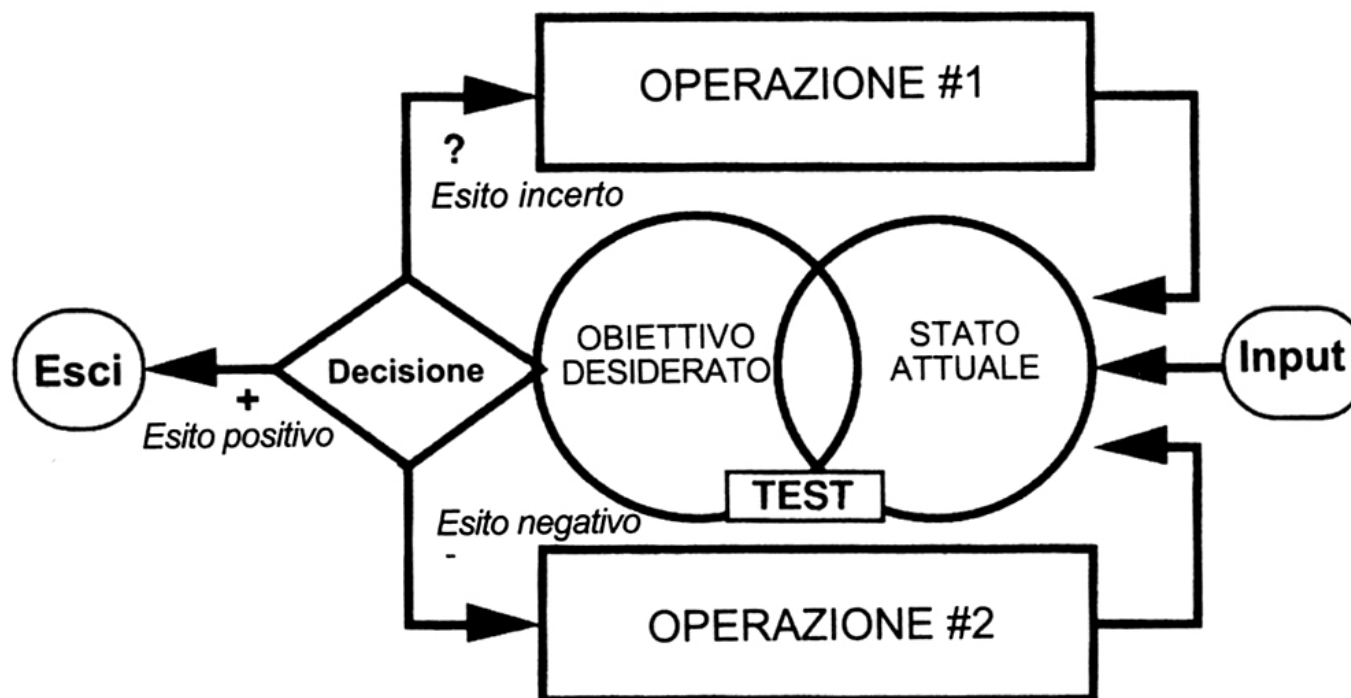 OPERAZIONE #1
?
Esito incerto
OBIETTIVO
DESIDERATO
STATO
ATTUALE
Esci
Decisione
Input
+
Esito positivo
TEST
Esito negativo
-
OPERAZIONE #2